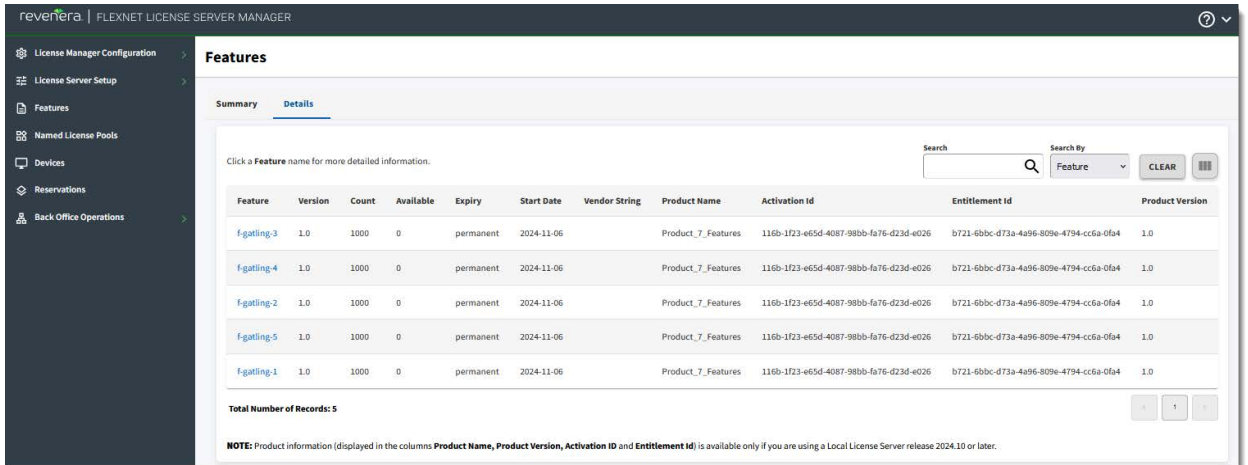 revenera. | FLEXNET LICENSE SERVER MANAGER
License Manager Configuration
License Server Setup
Features
Named License Pools
Devices
Reservations
Back Office Operations
Features
Summary Details
Click a Feature name for more detailed information.
Search Search By
Feature CLEAR
Feature Version Count Available Expiry Start Date Vendor String Product Name Activation Id Entitlement Id Product Version
f-gatling-3 1.0 1000 0 permanent 2024-11-06 Product_7_Features 116b-1f23-e65d-4087-98bb-fa76-d23d-e026 b721-6bbc-d73a-4a96-809e-4794-cc6a-0fa4 1.0
f-gatling-4 1.0 1000 0 permanent 2024-11-06 Product_7_Features 116b-1f23-e65d-4087-98bb-fa76-d23d-e026 b721-6bbc-d73a-4a96-809e-4794-cc6a-0fa4 1.0
f-gatling-2 1.0 1000 0 permanent 2024-11-06 Product_7_Features 116b-1f23-e65d-4087-98bb-fa76-d23d-e026 b721-6bbc-d73a-4a96-809e-4794-cc6a-0fa4 1.0
f-gatling-5 1.0 1000 0 permanent 2024-11-06 Product_7_Features 116b-1f23-e65d-4087-98bb-fa76-d23d-e026 b721-6bbc-d73a-4a96-809e-4794-cc6a-0fa4 1.0
f-gatling-1 1.0 1000 0 permanent 2024-11-06 Product_7_Features 116b-1f23-e65d-4087-98bb-fa76-d23d-e026 b721-6bbc-d73a-4a96-809e-4794-cc6a-0fa4 1.0
Total Number of Records: 5
1
NOTE: Product information (displayed in the columns Product Name, Product Version, Activation ID and Entitlement Id) is available only if you are using a Local License Server release 2024.10 or later.